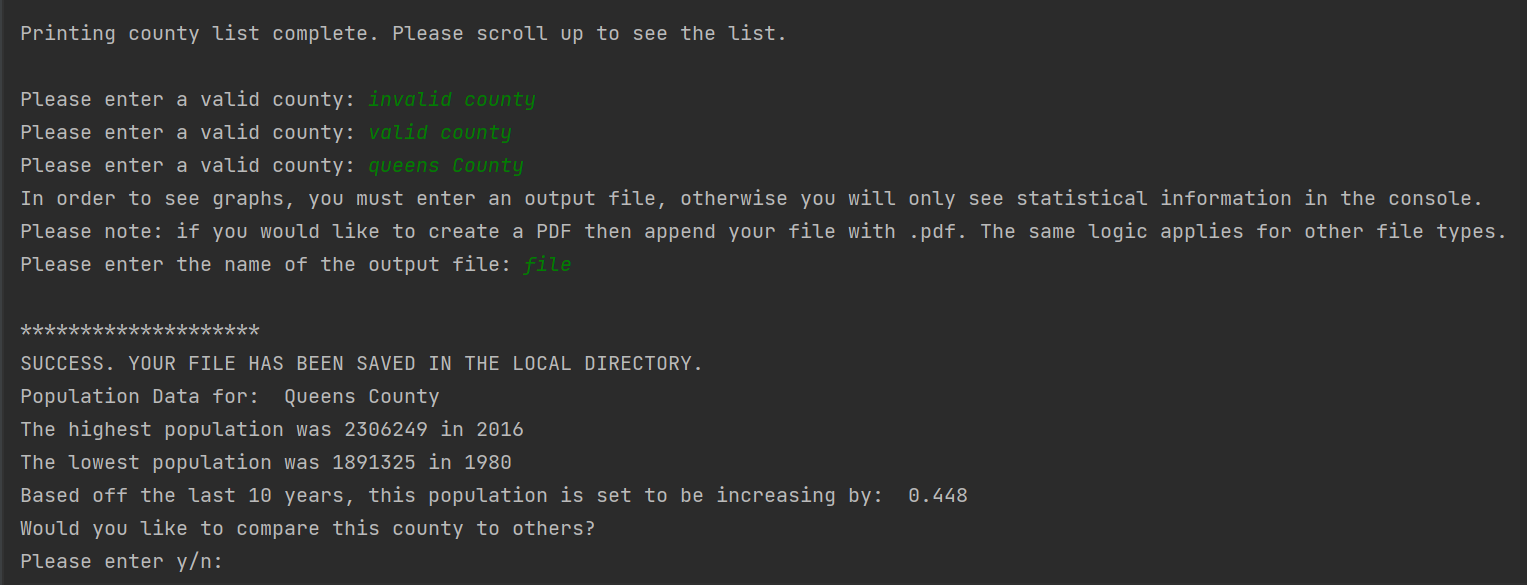 Printing county list complete. Please scroll up to see the list.
Please enter a valid county: invalid county
Please enter a valid county: valid county
Please enter a valid county: queens County
In order to see graphs, you must enter an output file, otherwise you will only see statistical information in the console.
Please note: if you would like to create a PDF then append your file with .pdf. The same logic applies for other file types.
Please enter the name of the output file: file
********************
SUCCESS. YOUR FILE HAS BEEN SAVED IN THE LOCAL DIRECTORY.
Population Data for:  Queens County
The highest population was 2306249 in 2016
The lowest population was 1891325 in 1980
Based off the last 10 years, this population is set to be increasing by:  0.448
Would you like to compare this county to others?
Please enter y/n: